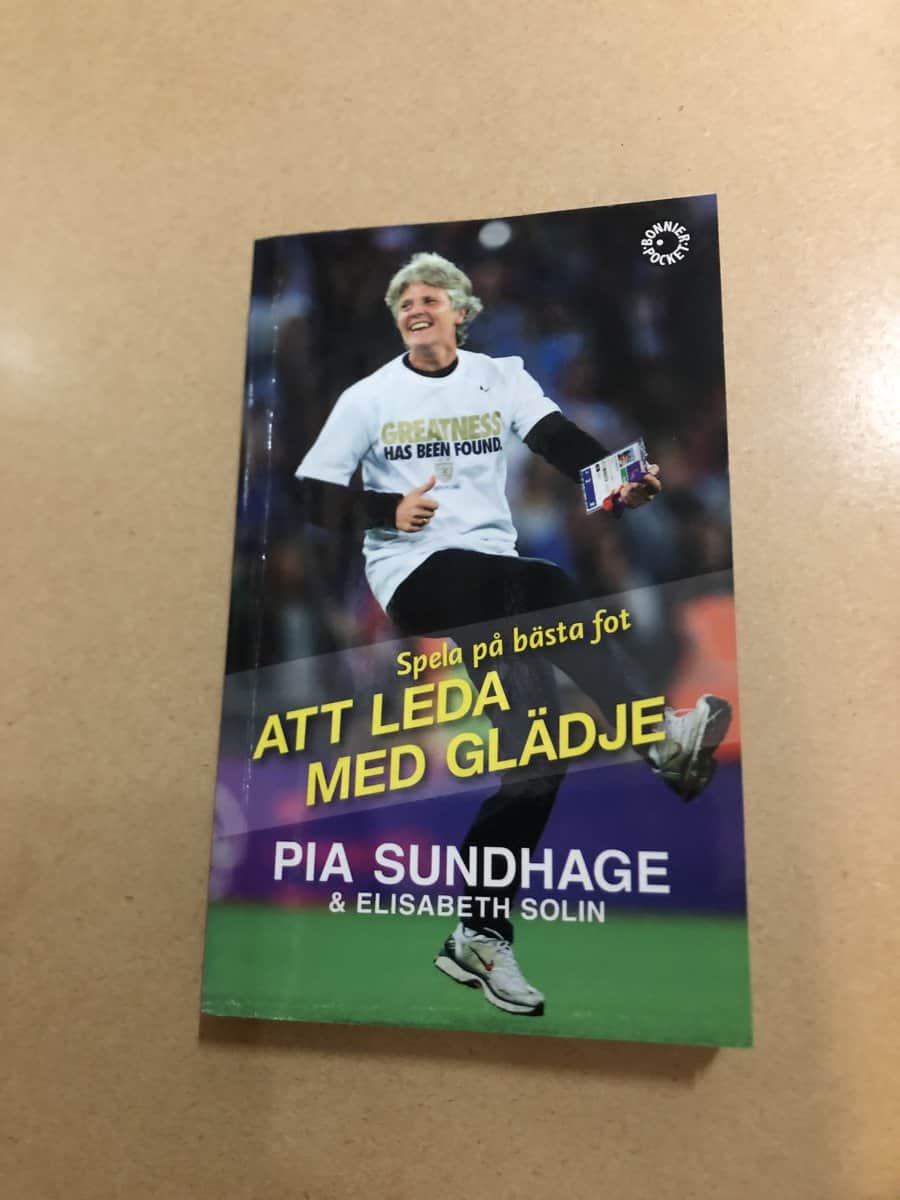 BONNIER
POCKET
GREATNESS
HAS BEEN FOUND.
Spela på bästa fot
ATT LEDA
MED GLÄDJE
PIA SUNDHAGE
& ELISABETH SOLIN